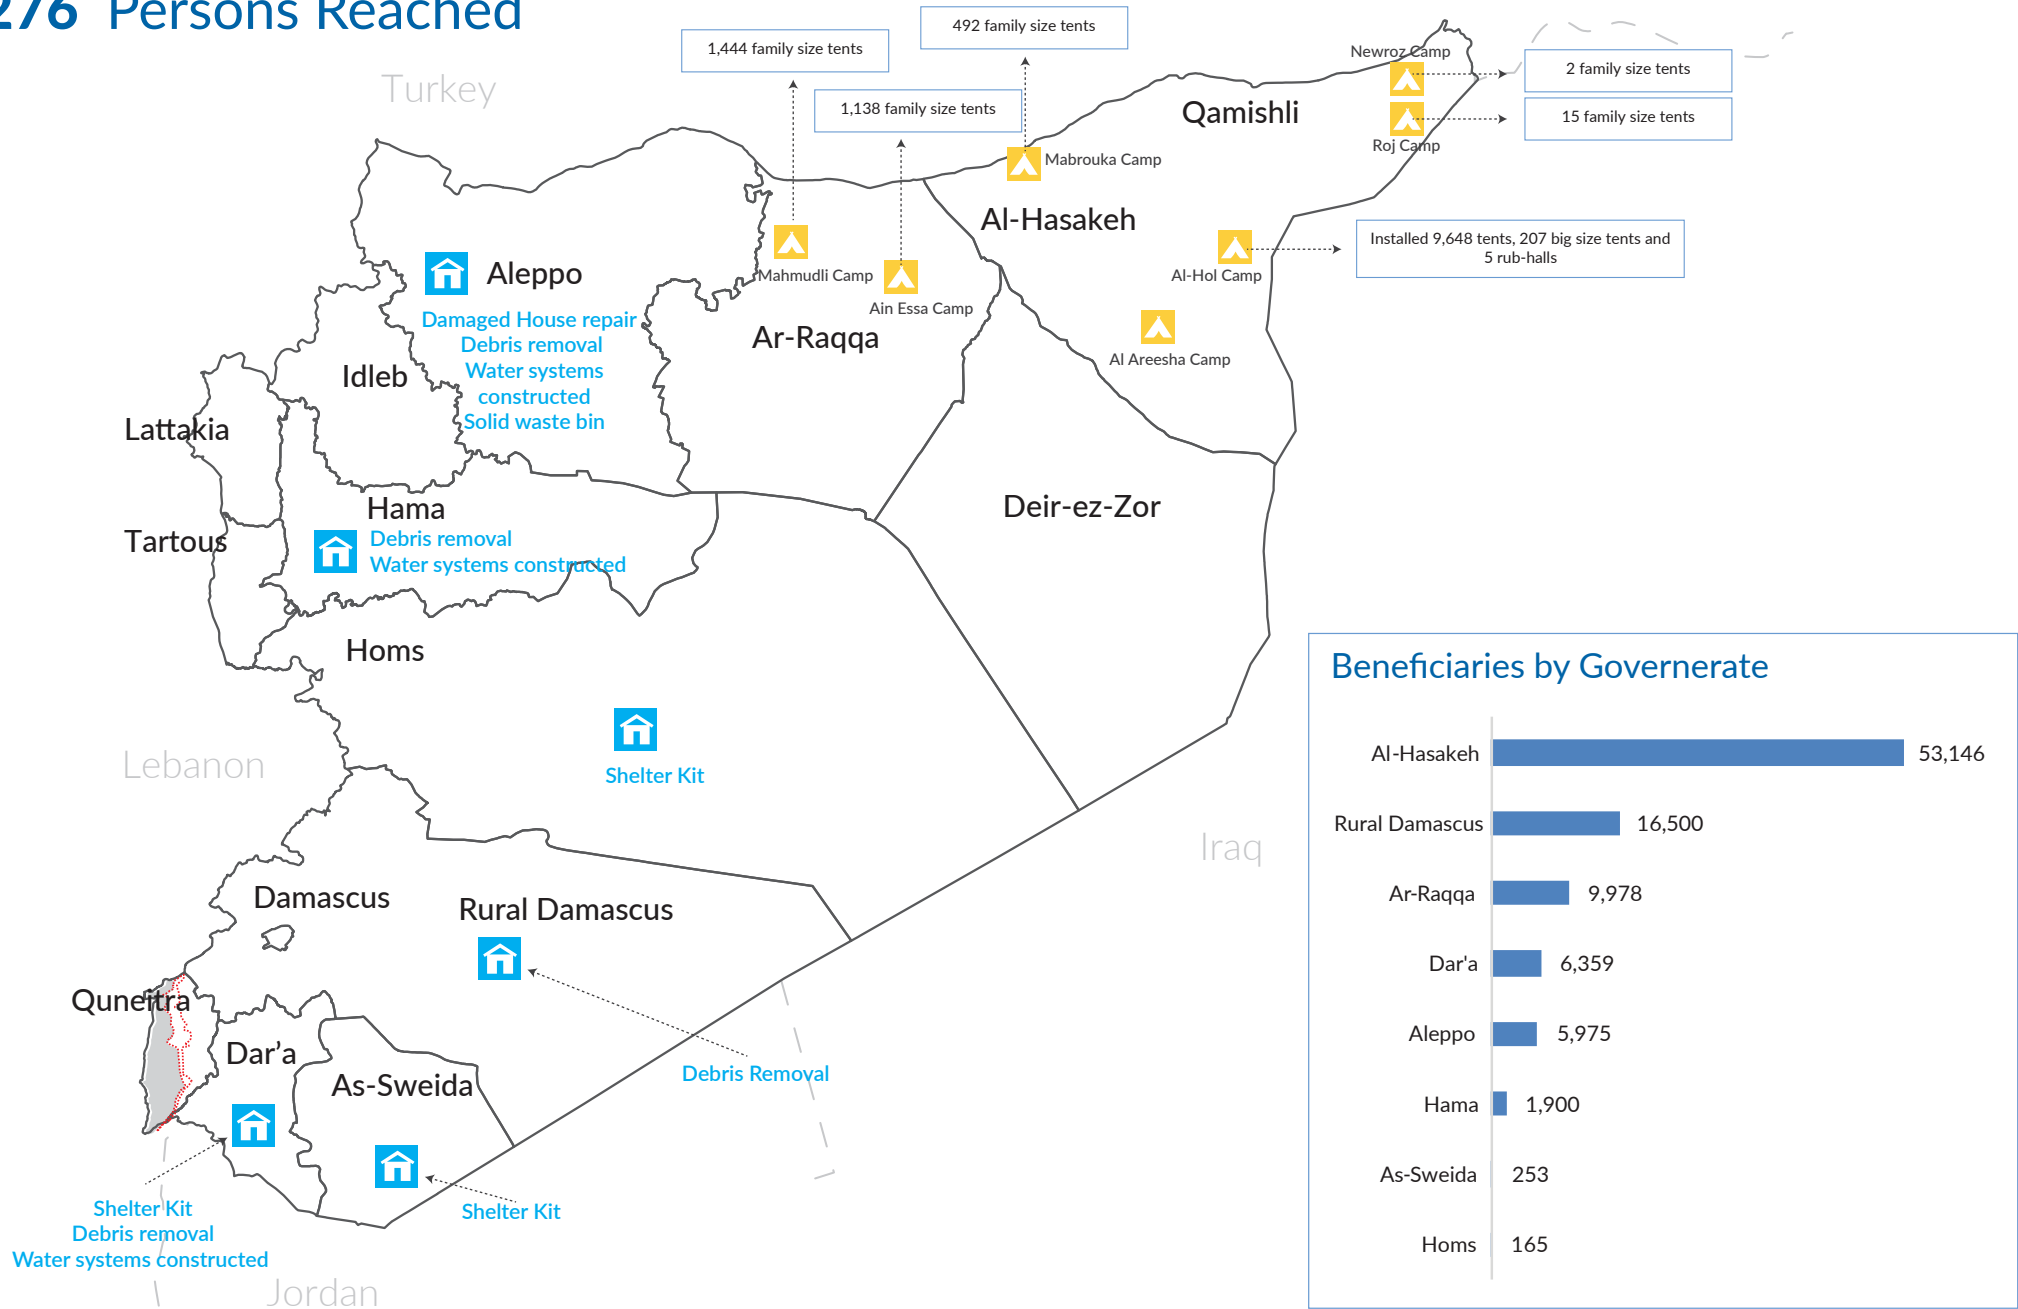 276 Persons Reached
492 family size tents
1,444 family size tents
Newroz Camp
2 family size tents
Turkey
1,138 family size tents
Qamishli
15 family size tents
Roj Camp
Mabrouka Camp
Al-Hasakeh
Installed 9,648 tents, 207 big size tents and
5 rub-halls
Aleppo
Mahmudli Camp
Al-Hol Camp
Ain Essa Camp
Damaged House repair
Debris removal
Water systems
constructed
Solid waste bin
Ar-Raqqa
Al Areesha Camp
Idleb
Lattakia
Hama
Deir-ez-Zor
Tartous
Debris removal
Water systems constructed
Homs
Lebanon
Shelter Kit
Iraq
Damascus
Rural Damascus
Quneitra
Dar’a
As-Sweida
Debris Removal
Shelter Kit
Debris removal
Water systems constructed
Shelter Kit
Jordan
Beneficiaries by Governerate
Al-Hasakeh 53,146
Rural Damascus 16,500
Ar-Raqqa 9,978
Dar'a 6,359
Aleppo 5,975
Hama 1,900
As-Sweida 253
Homs 165